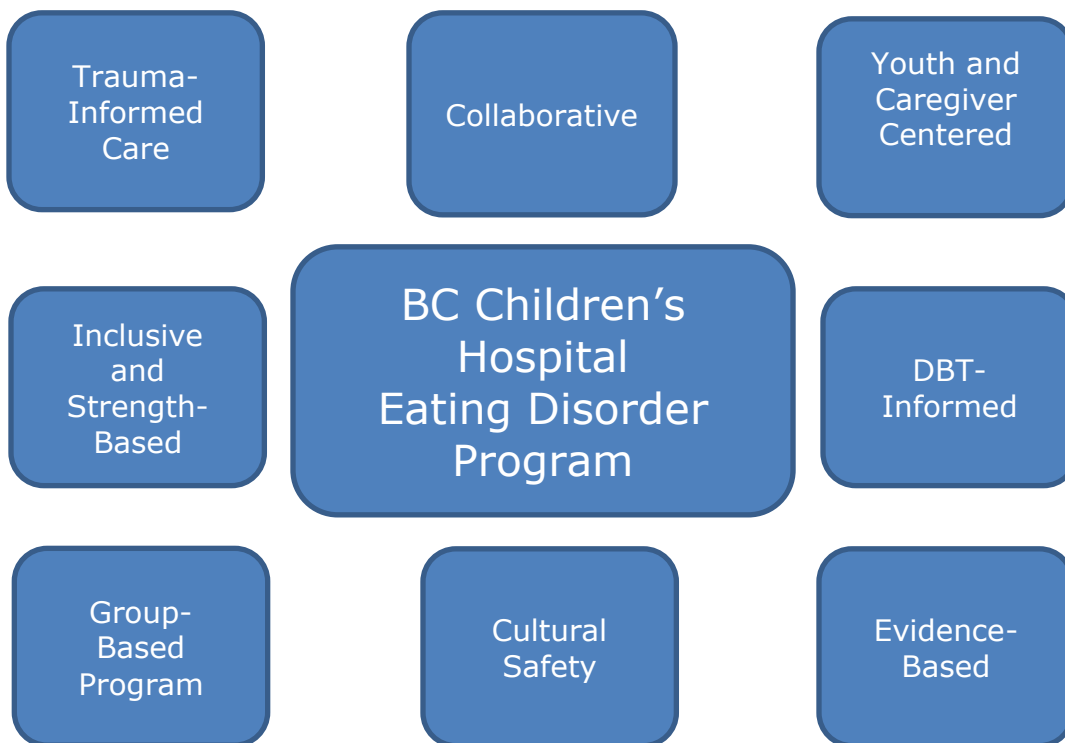 Trauma-
Informed
Care
Collaborative
Youth and
Caregiver
Centered
Inclusive
and
Strength-
Based
BC Children’s
Hospital
Eating Disorder
Program
DBT-
Informed
Group-
Based
Program
Cultural
Safety
Evidence-
Based